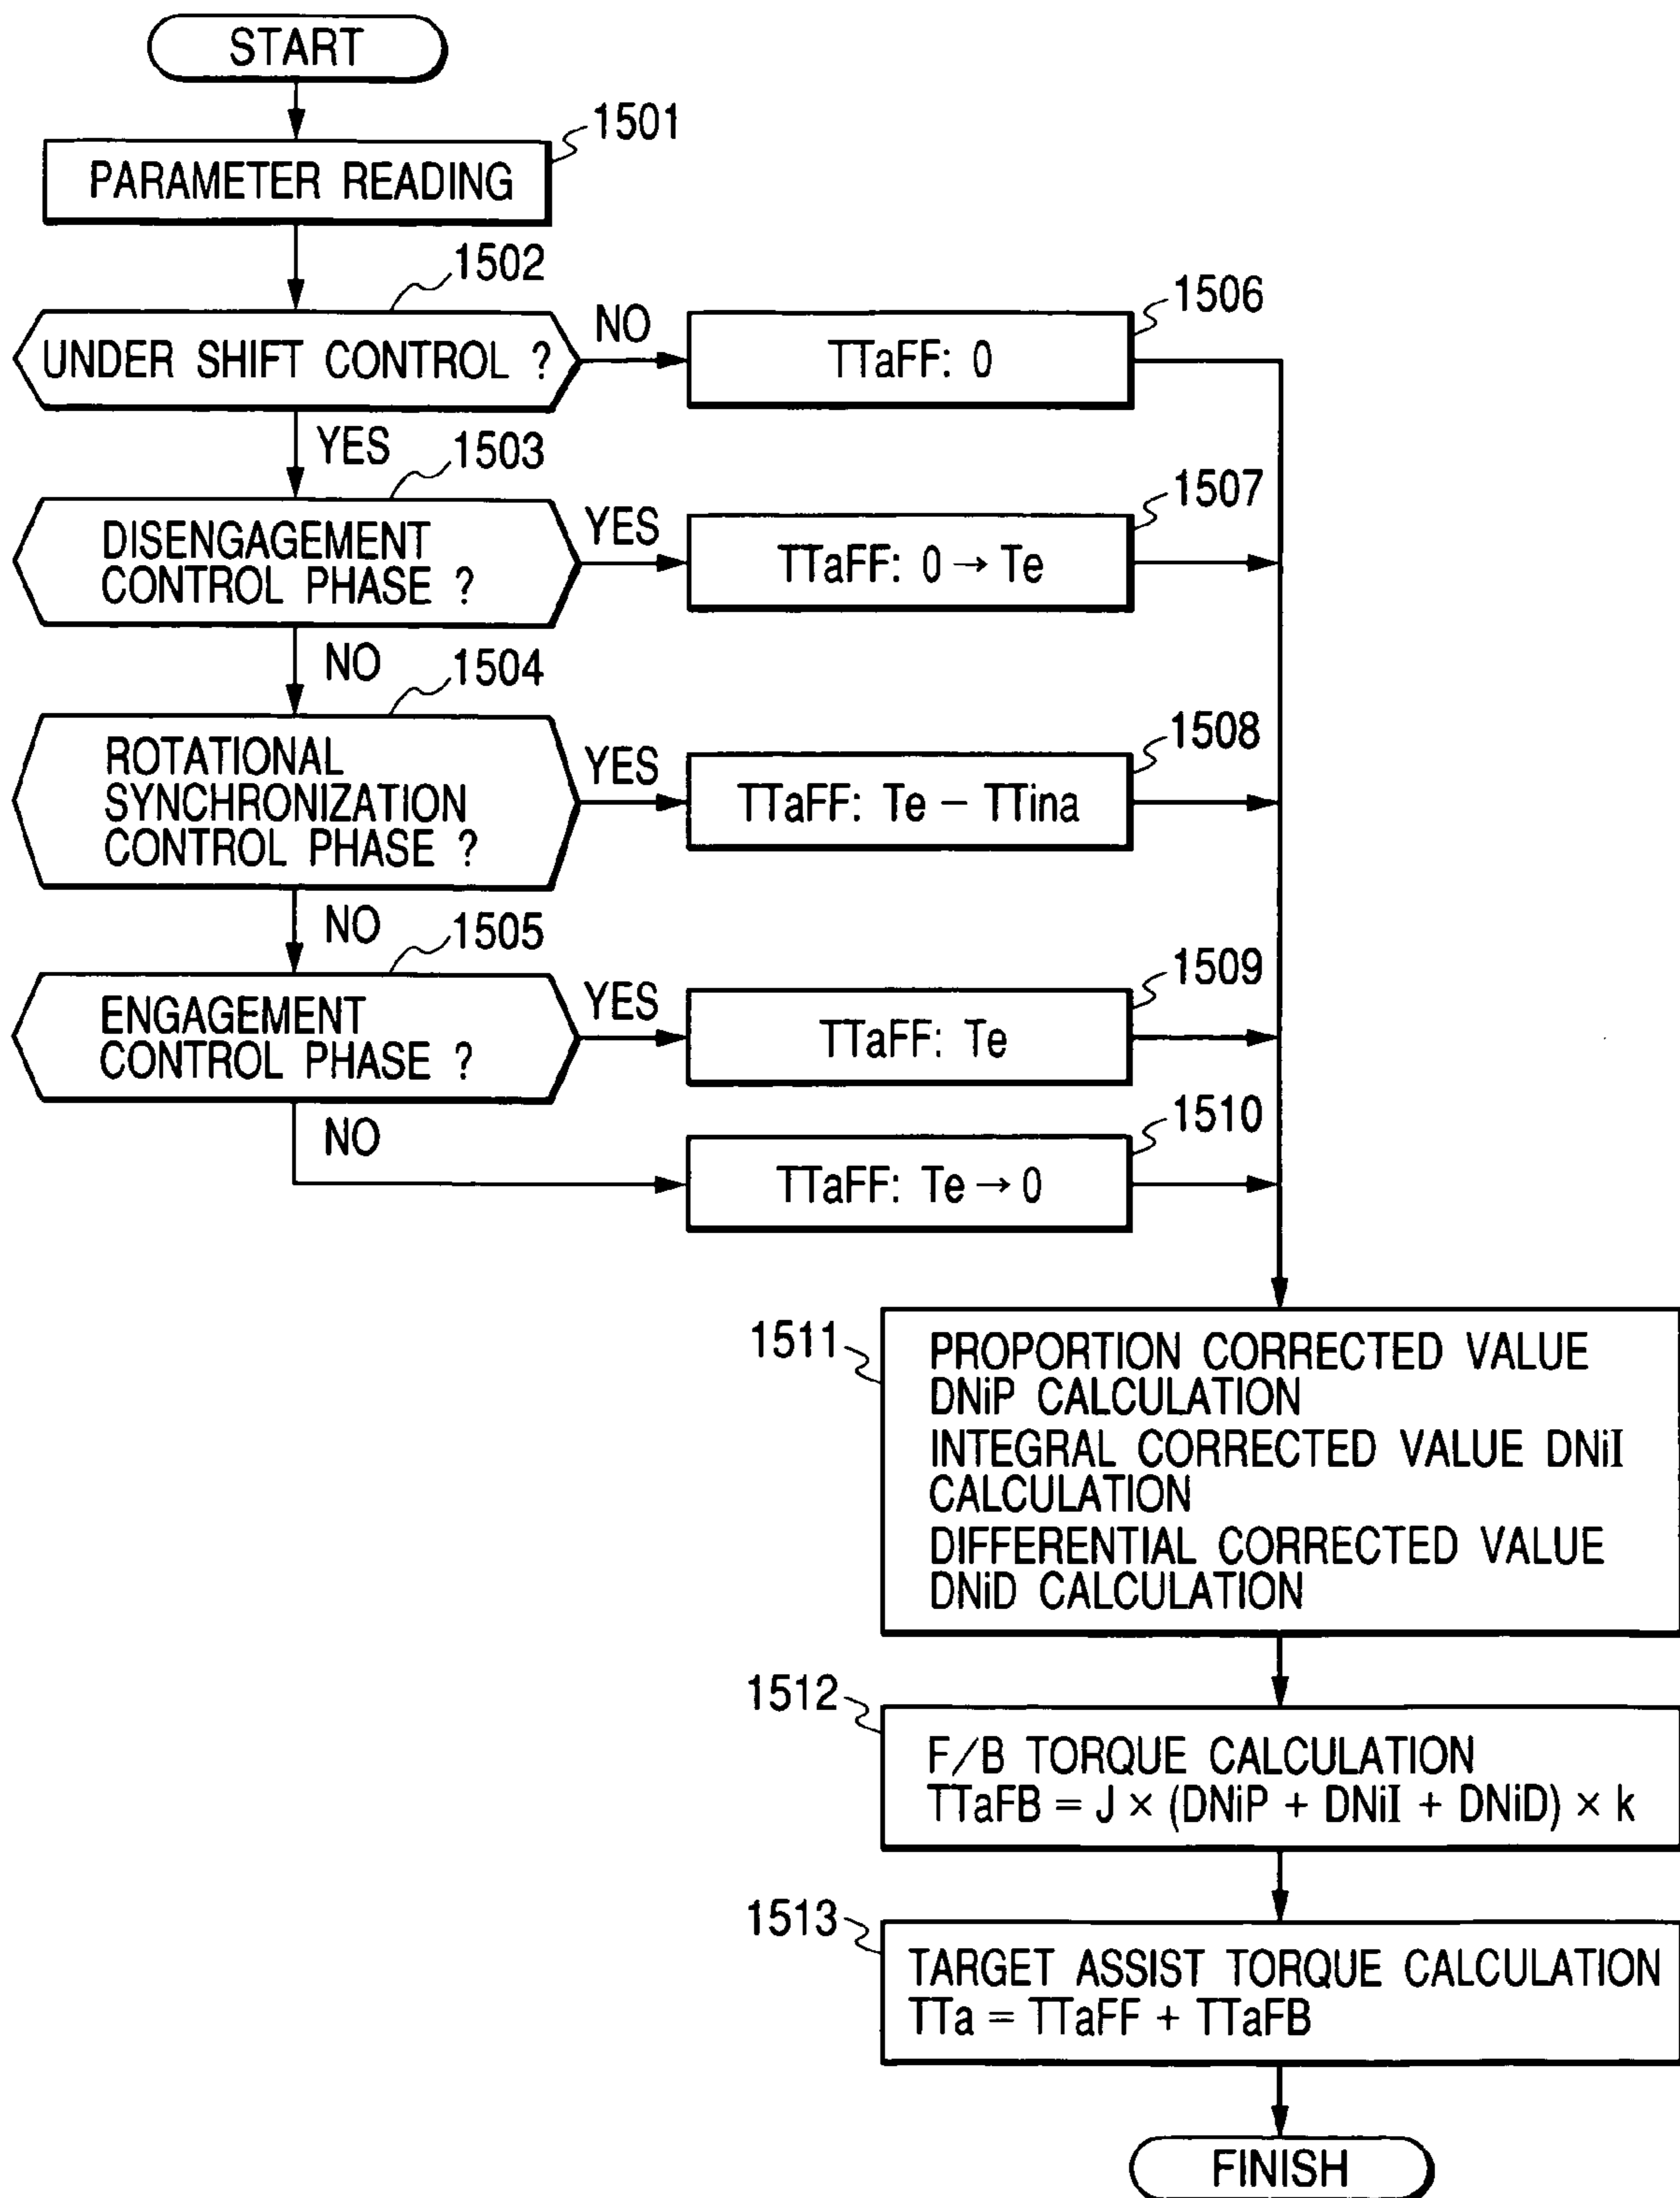 START
1501
PARAMETER READING
1502
UNDER SHIFT CONTROL ?
NO
1506
TTaFF: 0
YES
1503
DISENGAGEMENT
CONTROL PHASE ?
YES
1507
TTaFF: 0 → Te
NO
1504
ROTATIONAL
SYNCHRONIZATION
CONTROL PHASE ?
YES
1508
TTaFF: Te – TTina
NO
1505
ENGAGEMENT
CONTROL PHASE ?
YES
1509
TTaFF: Te
NO
1510
TTaFF: Te → 0
1511
PROPORTION CORRECTED VALUE
DNiP CALCULATION
INTEGRAL CORRECTED VALUE DNiI
CALCULATION
DIFFERENTIAL CORRECTED VALUE
DNiD CALCULATION
1512
F/B TORQUE CALCULATION
TTaFB = J × (DNiP + DNiI + DNiD) × k
1513
TARGET ASSIST TORQUE CALCULATION
TTa = TTaFF + TTaFB
FINISH